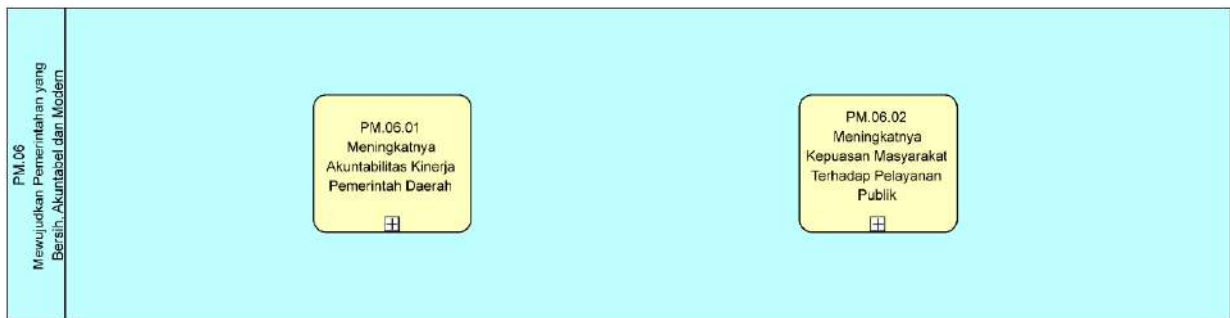 PM.06
Mewujudkan Pemerintahan yang
Bersih, Akuntabel dan Modern
PM.06.01
Meningkatnya
Akuntabilitas Kinerja
Pemerintah Daerah
PM.06.02
Meningkatnya
Kepuasan Masyarakat
Terhadap Pelayanan
Publik